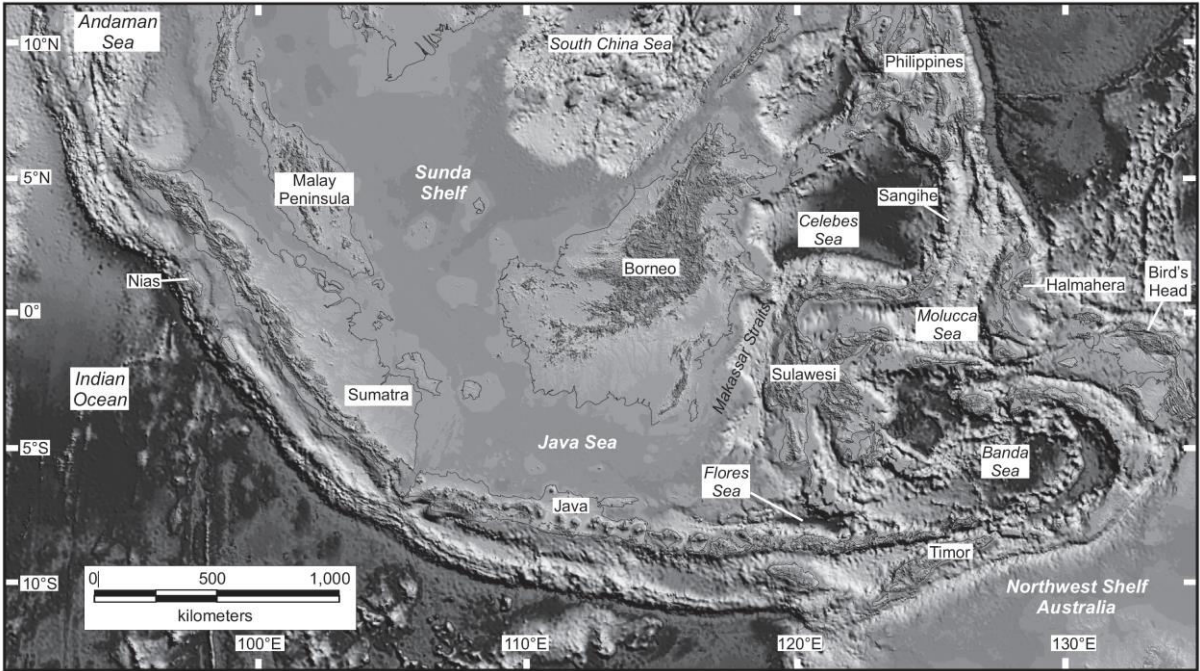 Andaman
Sea
10°N
South China Sea
Philippines
5°N
Malay
Peninsula
Sunda
Shelf
Sangihe
Celebes
Sea
Nias
Borneo
Halmahera
Bird's
Head
0°
Molucca
Sea
Makassar Straits
Indian
Ocean
Sumatra
Sulawesi
5°S
Java Sea
Banda
Sea
Flores
Sea
Java
Timor
10°S
0 500 1,000
kilometers
Northwest Shelf
Australia
100°E 110°E 120°E 130°E